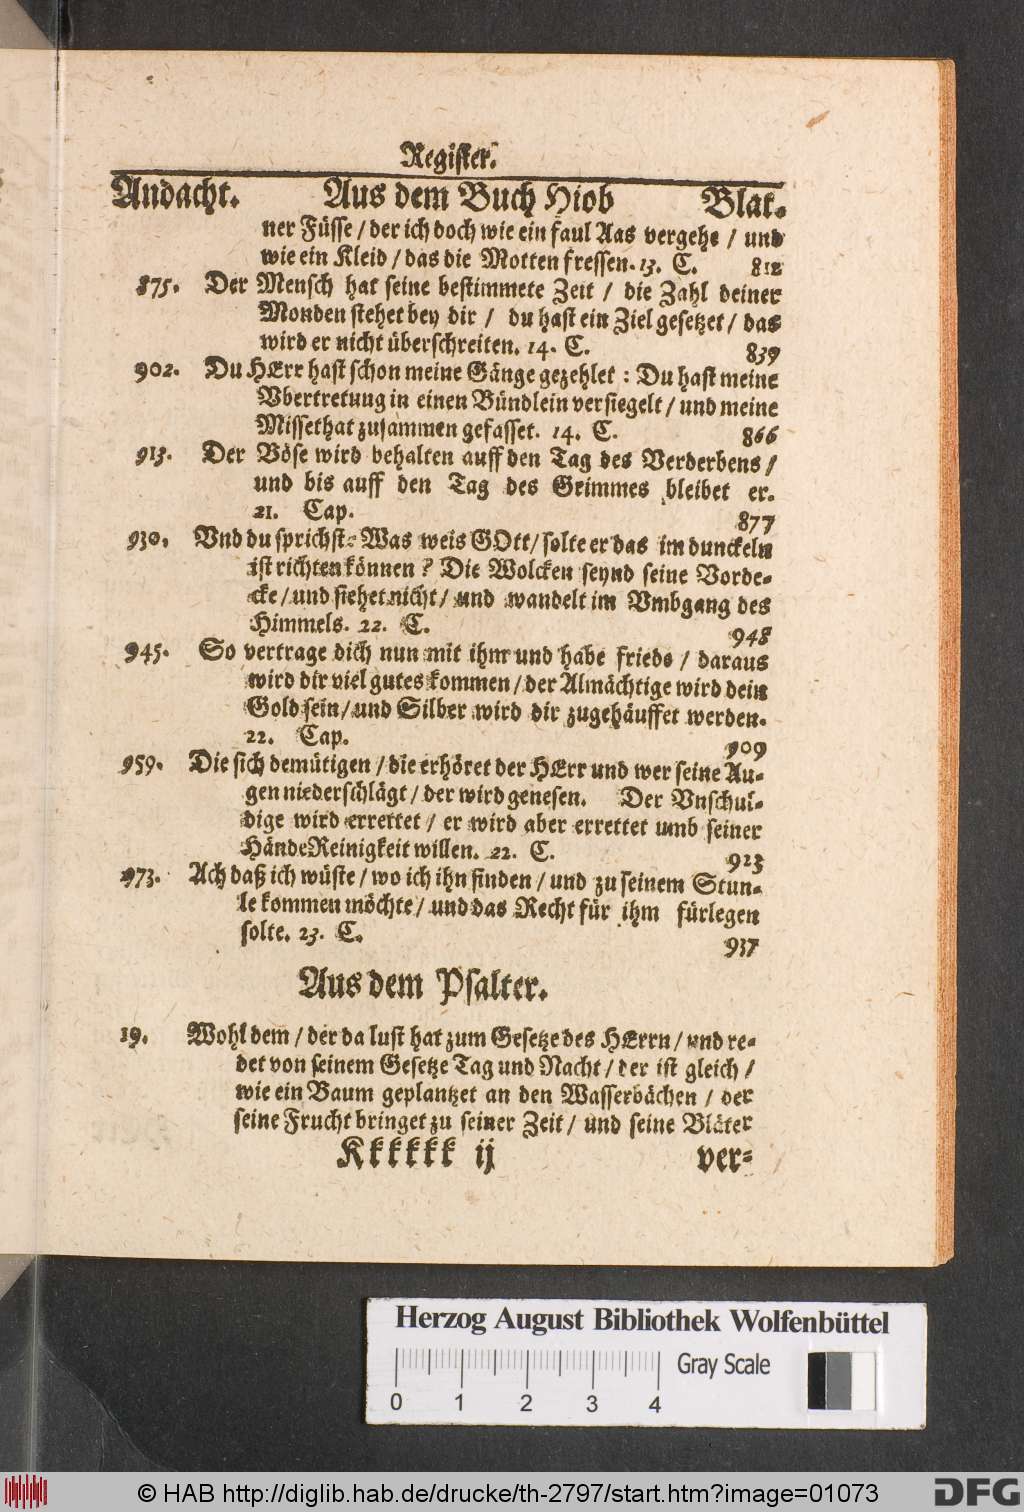 Register.
Andacht. Aus dem Buch Hiob Blat.
ner Füsse / der ich doch wie ein faul Aas vergehe / und
wie ein Kleid / das die Motten fressen. 13. C. 812
875. Der Mensch hat seine bestimmete Zeit / die Zahl deiner
Monden stehet bey dir / du hast ein Ziel gesetzet / das
wird er nicht überschreiten. 14. C. 839
902. Du HErr hast schon meine Gänge gezehlet : Du hast meine
Vbertretuug in einen Bündlein versiegelt / und meine
Missethat zusammen gefasset. 14. C. 866
913. Der Böse wird behalten auff den Tag des Verderbens /
und bis auff den Tag des Grimmes bleibet er.
21. Cap. 877
930. Vnd du sprichst: Was weis GOtt / solte er das im dunckeln
ist richten können ? Die Wolcken seynd seine Vorde-
cke / und siehet nicht / und wandelt im Vmbgang des
Himmels. 22. C. 948
945. So vertrage dich nun mit ihm und habe friede / daraus
wird dir viel gutes kommen / der Almächtige wird dein
Gold sein / und Silber wird dir zugehäuffet werden.
22. Cap. 909
959. Die sich demütigen / die erhöret der HErr und wer seine Au-
gen niederschlägt / der wird genesen. Der Vnschul-
dige wird errettet / er wird aber errettet umb seiner
Hände Reinigkeit willen. 22. C. 923
973. Ach daß ich wüste / wo ich ihn finden / und zu seinem Stun-
le kommen möchte / und das Recht für ihm fürlegen
solte. 23. C. 937
Aus dem Psalter.
19. Wohl dem / der da lust hat zum Gesetze des HErrn / und re-
det von seinem Gesetze Tag und Nacht / der ist gleich /
wie ein Baum geplantzet an den Wasserbächen / der
seine Frucht bringet zu seiner Zeit / und seine Bläter
Kkkkkk ij ver-
Herzog August Bibliothek Wolfenbüttel
Gray Scale
0 1 2 3 4
© HAB http://diglib.hab.de/drucke/th-2797/start.htm?image=01073
DFG